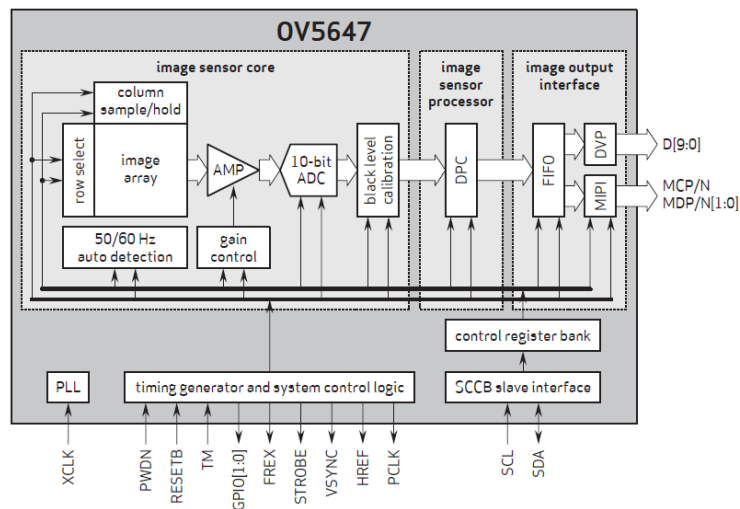 OV5647
image sensor core
image
sensor
processor
image output
interface
column
sample/hold
row select
image
array
AMP
10-bit
ADC
black level
calibration
DPC
FIFO
DVP
MIPI
D[9:0]
MCP/N
MDP/N[1:0]
50/60 Hz
auto detection
gain
control
control register bank
PLL
timing generator and system control logic
SCCB slave interface
XCLK
PWDN
RESETB
TM
GPIO[1:0]
FREX
STROBE
VSYNC
HREF
PCLK
SCL
SDA